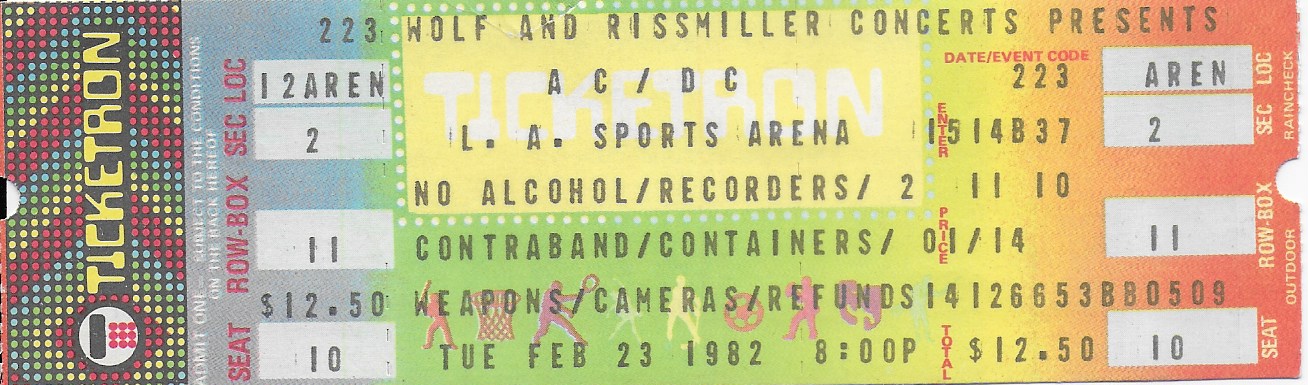 TICKETRON
ADMIT ONE - SUBJECT TO THE CONDITIONS
ON THE BACK HEREOF
LOC
SEC
ROW-BOX
SEAT
223 WOLF AND RISSMILLER CONCERTS PRESENTS
TICKETRON
DATE/EVENT CODE
12AREN AC/DC 223 AREN
ENTER
2 L. A. SPORTS ARENA 1514B37 2
NO ALCOHOL/RECORDERS/ 2 11 10
PRICE
11 CONTRABAND/CONTAINERS/ 01/14 11
$12.50 WEAPONS/CAMERAS/REFUNDS 14126653BB0509
TOTAL
10 TUE FEB 23 1982 8:00P $12.50 10
LOC
SEC
ROW-BOX
SEAT
RAINCHECK
OUTDOOR